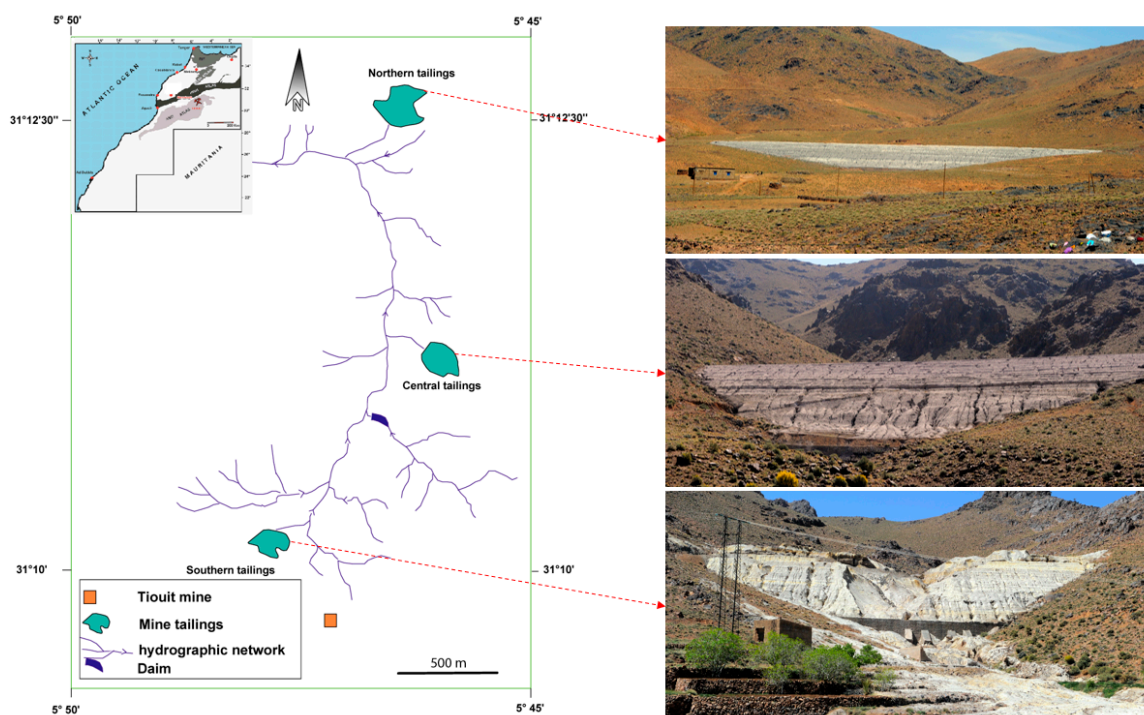 5° 50'
5° 45'
ATLANTIC OCEAN
MAURITANIA
N
Northern tailings
31°12'30"
31°12'30"
Central tailings
Southern tailings
31°10'
31°10'
Tiouit mine
Mine tailings
hydrographic network
Daim
500 m
5° 50'
5° 45'